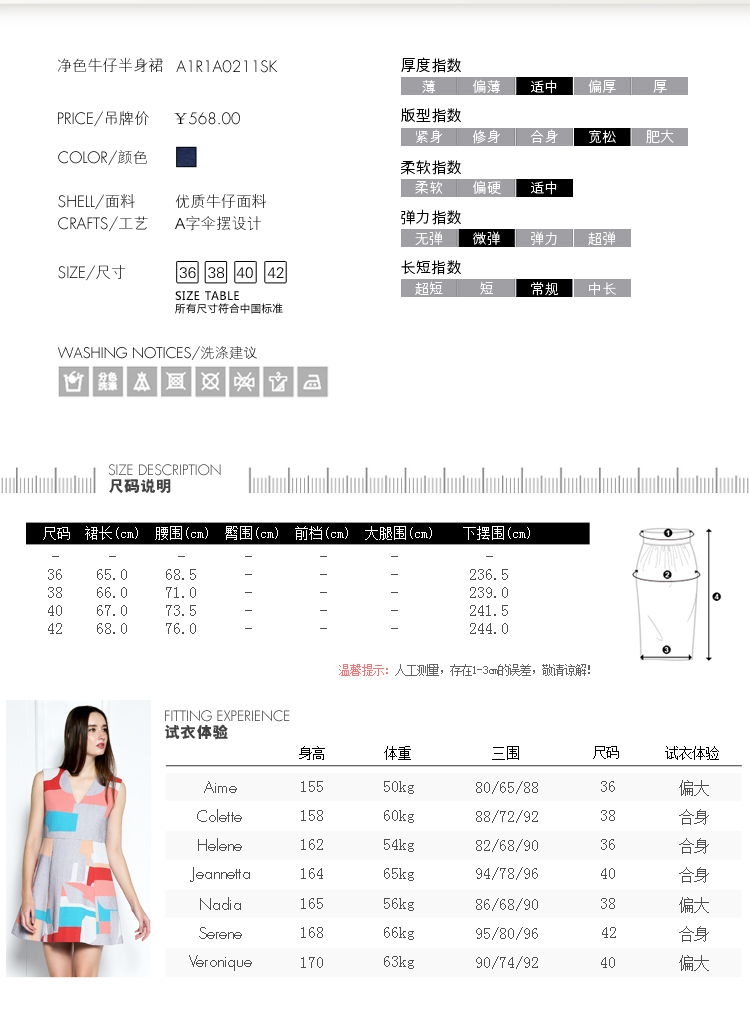 净色牛仔半身裙 A1R1A0211SK
PRICE/吊牌价 ￥568.00
COLOR/颜色
SHELL/面料 优质牛仔面料
CRAFTS/工艺 A字伞摆设计
SIZE/尺寸 36 38 40 42
SIZE TABLE
所有尺寸符合中国标准
WASHING NOTICES/洗涤建议
分色
洗涤
厚度指数
薄 偏薄 适中 偏厚 厚
版型指数
紧身 修身 合身 宽松 肥大
柔软指数
柔软 偏硬 适中
弹力指数
无弹 微弹 弹力 超弹
长短指数
超短 短 常规 中长
SIZE DESCRIPTION
尺码说明
尺码 裙长(cm) 腰围(cm) 臀围(cm) 前裆(cm) 大腿围(cm) 下摆围(cm)
- - - - - - -
36 65.0 68.5 - - - 236.5
38 66.0 71.0 - - - 239.0
40 67.0 73.5 - - - 241.5
42 68.0 76.0 - - - 244.0
1
2
4
3
温馨提示: 人工测量, 存在1-3cm的误差, 敬请谅解!
FITTING EXPERIENCE
试衣体验
身高 体重 三围 尺码 试衣体验
Aime 155 50kg 80/65/88 36 偏大
Colette 158 60kg 88/72/92 38 合身
Helene 162 54kg 82/68/90 36 合身
Jeannetta 164 65kg 94/78/96 40 合身
Nadia 165 56kg 86/68/90 38 偏大
Serene 168 66kg 95/80/96 42 合身
Veronique 170 63kg 90/74/92 40 偏大